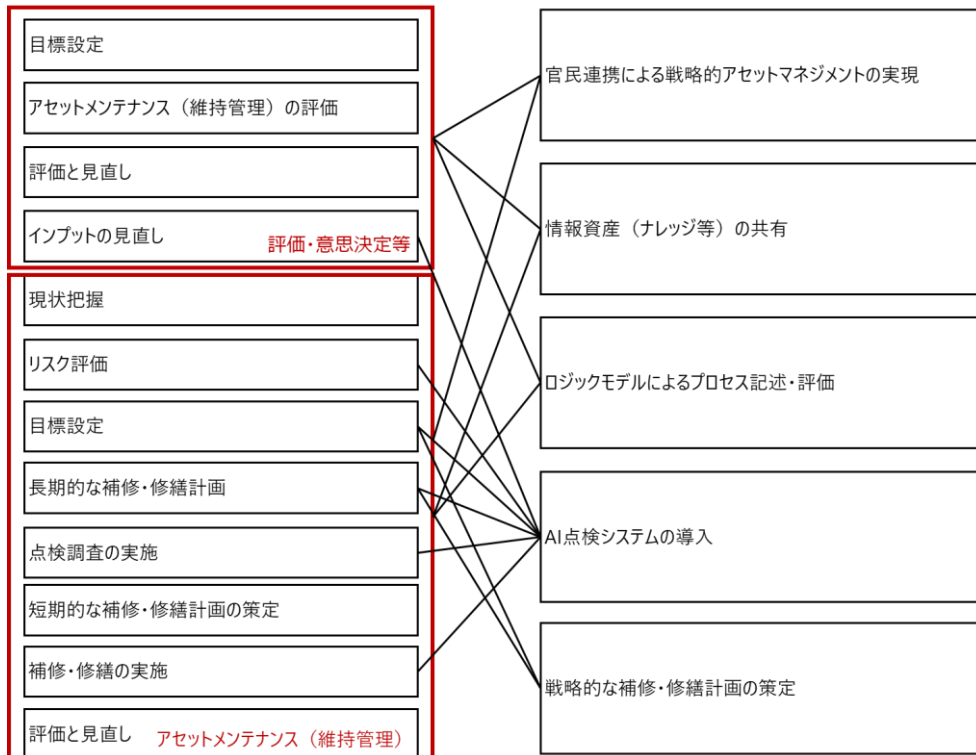 目標設定
アセットメンテナンス（維持管理）の評価
評価と見直し
インプットの見直し
評価・意思決定等
現状把握
リスク評価
目標設定
長期的な補修・修繕計画
点検調査の実施
短期的な補修・修繕計画の策定
補修・修繕の実施
評価と見直し
アセットメンテナンス（維持管理）
官民連携による戦略的アセットマネジメントの実現
情報資産（ナレッジ等）の共有
ロジックモデルによるプロセス記述・評価
AI点検システムの導入
戦略的な補修・修繕計画の策定